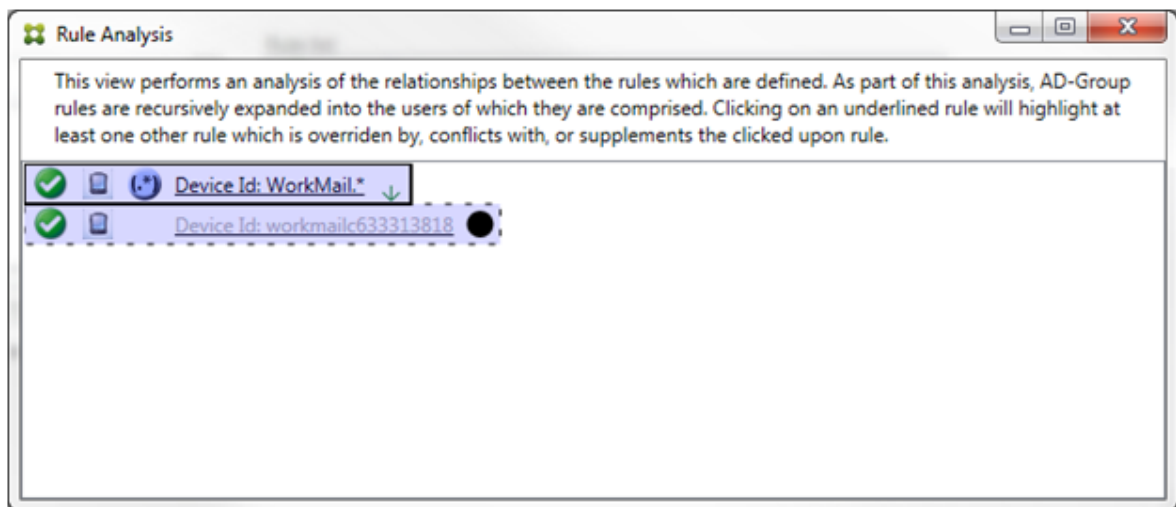 Rule Analysis
This view performs an analysis of the relationships between the rules which are defined. As part of this analysis, AD-Group
rules are recursively expanded into the users of which they are comprised. Clicking on an underlined rule will highlight at
least one other rule which is overriden by, conflicts with, or supplements the clicked upon rule.
(.*) Device Id: WorkMail.*
Device Id: workmailc633313818